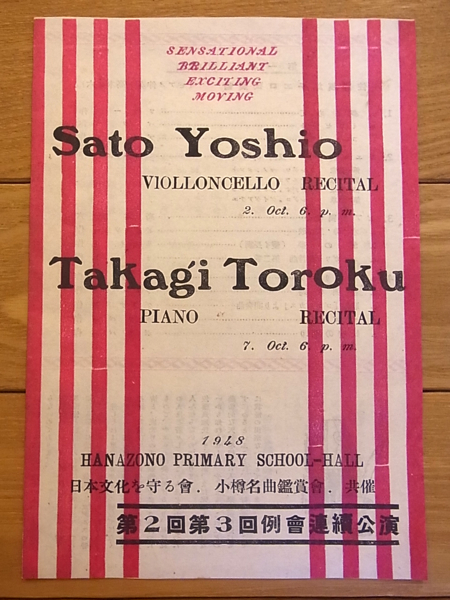 SENSATIONAL
BRILLIANT
EXCITING
MOVING
Sato Yoshio
VIOLLONCELLO RECITAL
2. Oct. 6. p. m.
Takagi Toroku
PIANO RECITAL
7. Oct. 6. p. m.
1948
HANAZONO PRIMARY SCHOOL-HALL
日本文化を守る會．小樽名曲鑑賞會．共催
第2回第3回例會連續公演